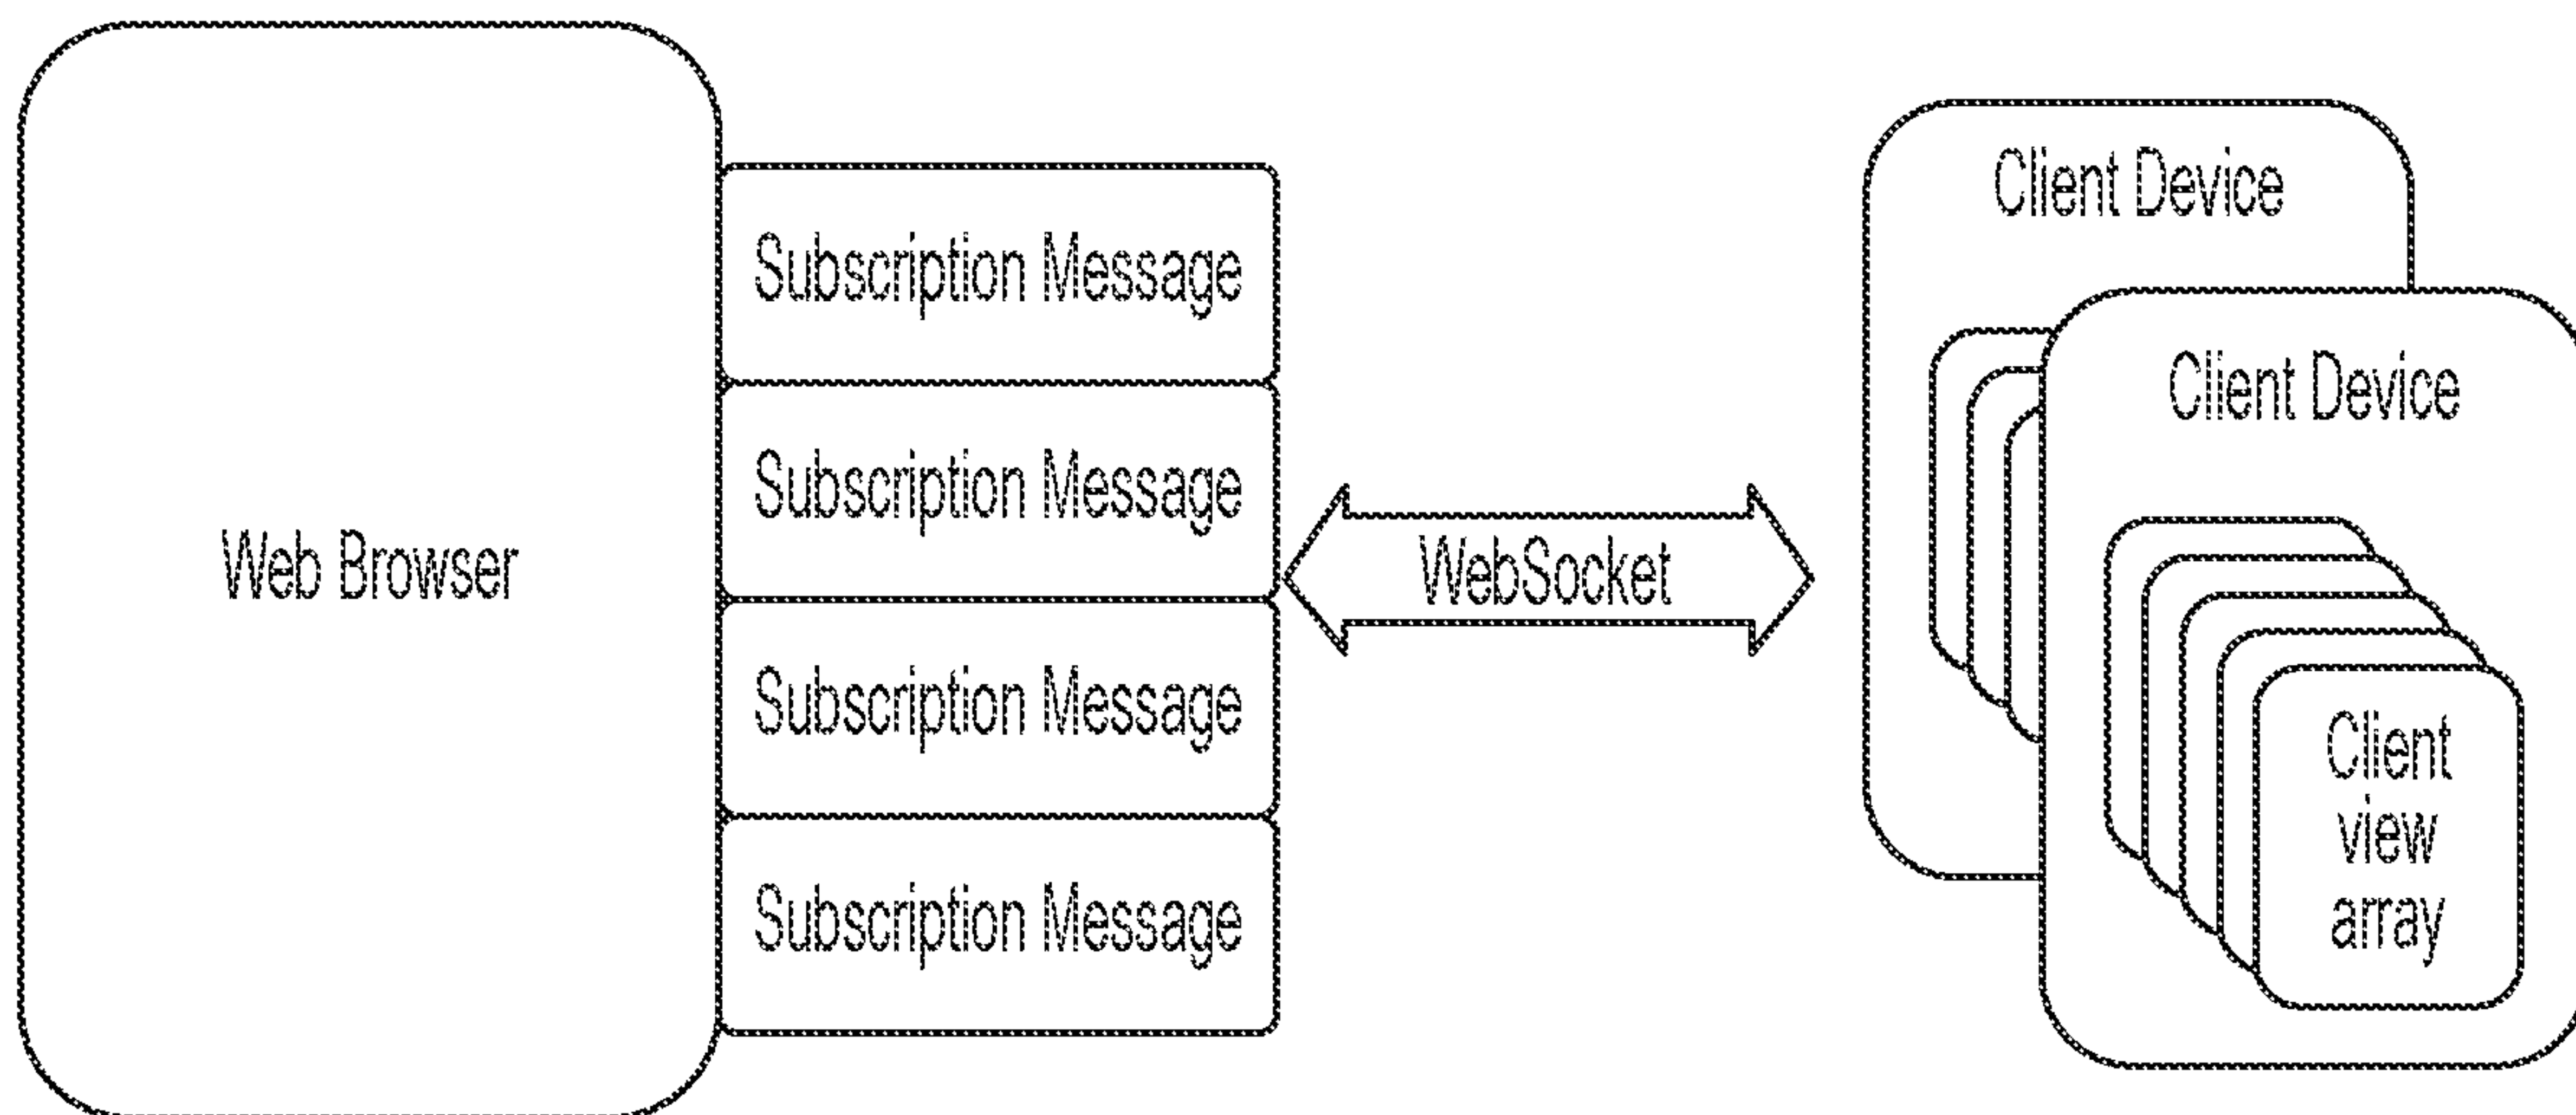 Web Browser
Subscription Message
Subscription Message
Subscription Message
Subscription Message
WebSocket
Client Device
Client Device
Client
view
array